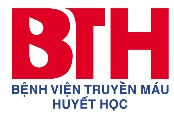 BTH
BỆNH VIỆN TRUYỀN MÁU
HUYẾT HỌC